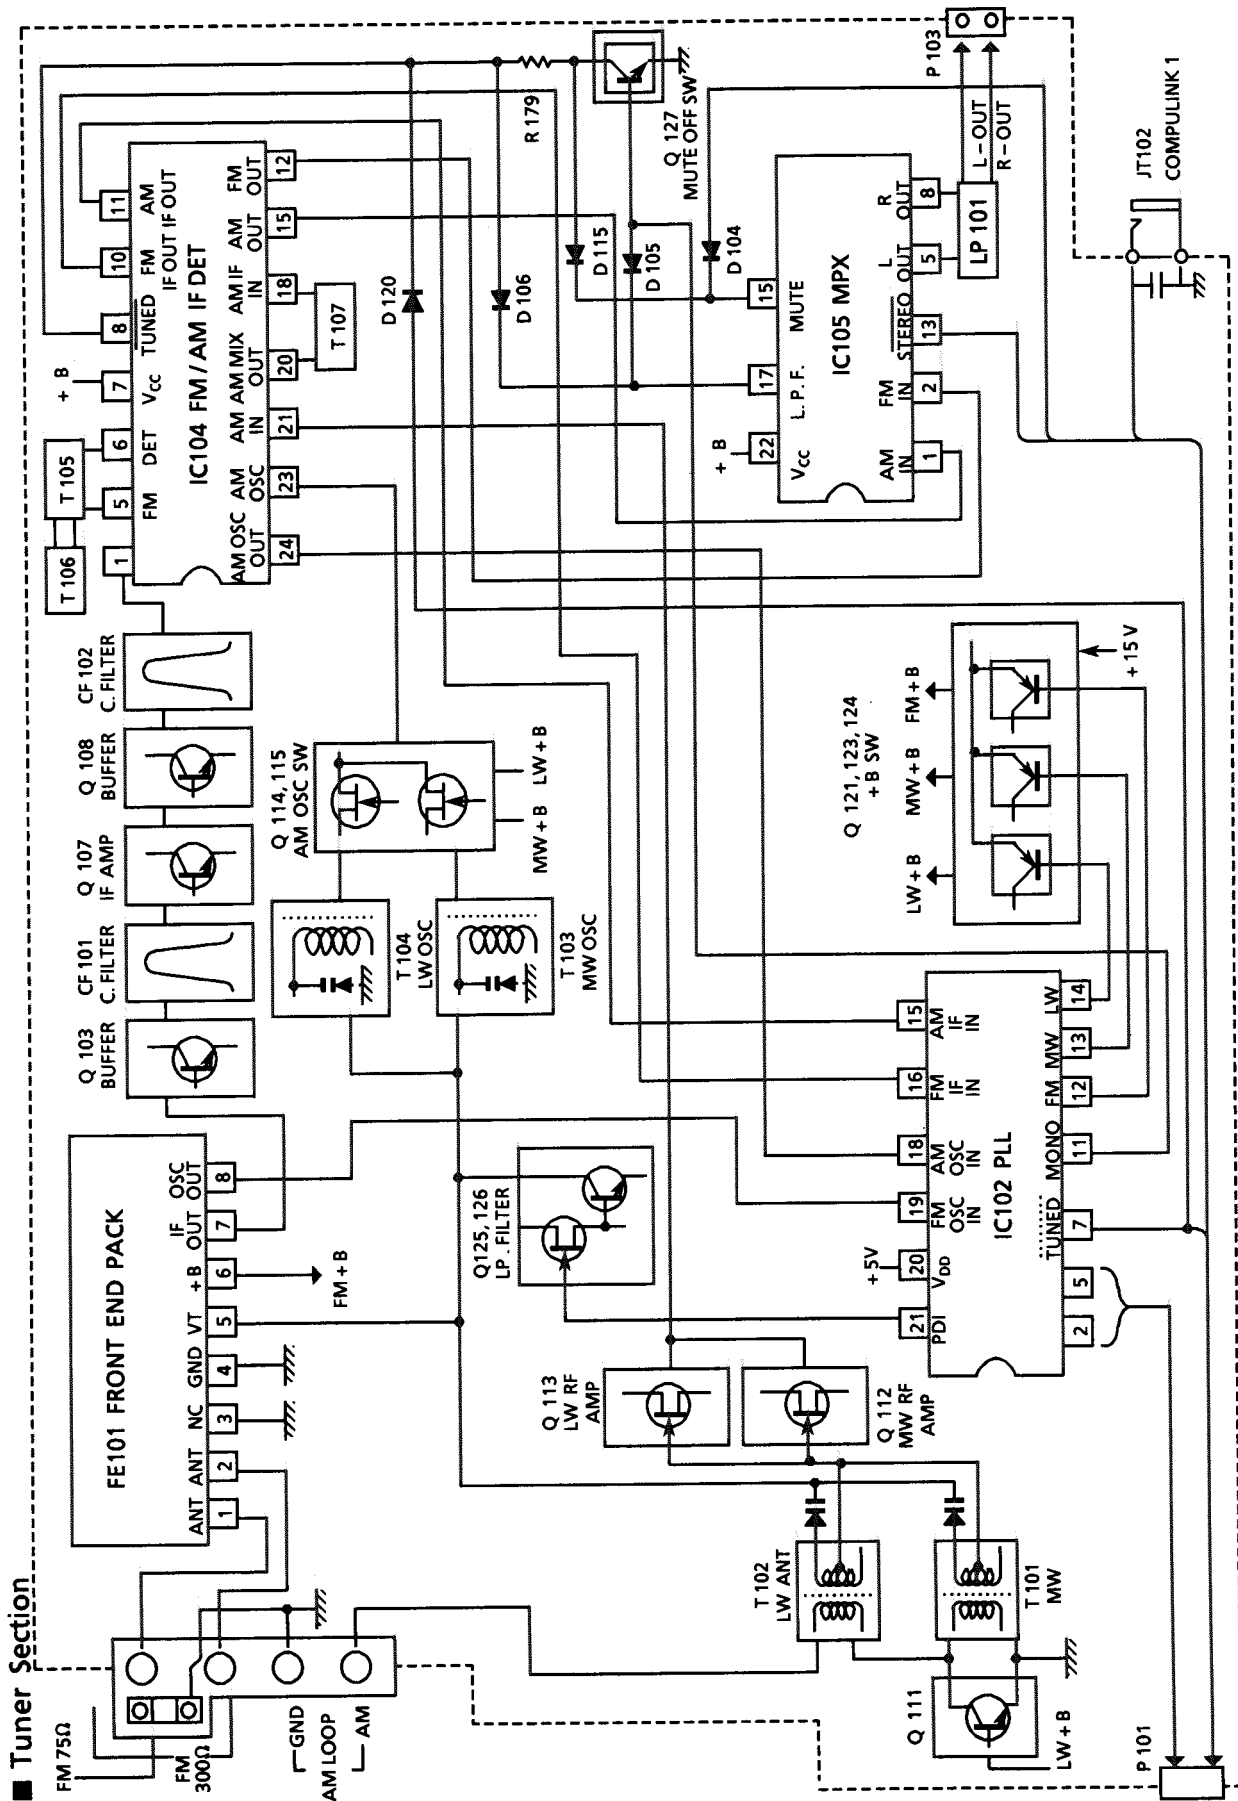 ■ Tuner Section
FM 75Ω
FM
300Ω
GND
AM LOOP
AM
FE101 FRONT END PACK
ANT
ANT
NC
GND
VT
+B
IF
OUT
OSC
OUT
1
2
3
4
5
6
7
8
FM + B
Q 103
BUFFER
CF 101
C. FILTER
Q 107
IF AMP
Q 108
BUFFER
CF 102
C. FILTER
T 106
T 105
+ B
1
5
6
7
8
10
11
FM
DET
VCC
TUNED
FM
IF OUT
AM
IF OUT
IC104 FM / AM IF DET
AM OSC
OUT
AM
OSC
AM
IN
AM MIX
OUT
AM IF
IN
AM
OUT
FM
OUT
24
23
21
20
18
15
12
T 107
Q 114, 115
AM OSC SW
MW + B
LW + B
T 104
LW OSC
T 103
MW OSC
Q125, 126
LP . FILTER
Q 113
LW RF
AMP
Q 112
MW RF
AMP
T 102
LW ANT
T 101
MW
Q 111
LW + B
P 101
D 120
D 106
R 179
D 115
D 105
D 104
Q 127
MUTE OFF SW
+ B
22
17
15
VCC
L. P. F.
MUTE
IC105 MPX
AM
IN
FM
IN
STEREO
L
OUT
R
OUT
1
2
13
5
8
LP 101
L - OUT
R - OUT
P 103
JT102
COMPULINK 1
+5V
21
20
19
18
16
15
PDI
VDD
FM
OSC
IN
AM
OSC
IN
FM
IF
IN
AM
IF
IN
IC102 PLL
TUNED
MONO
FM
MW
LW
2
5
7
11
12
13
14
Q 121, 123, 124
+ B SW
LW + B
MW + B
FM + B
+ 15 V